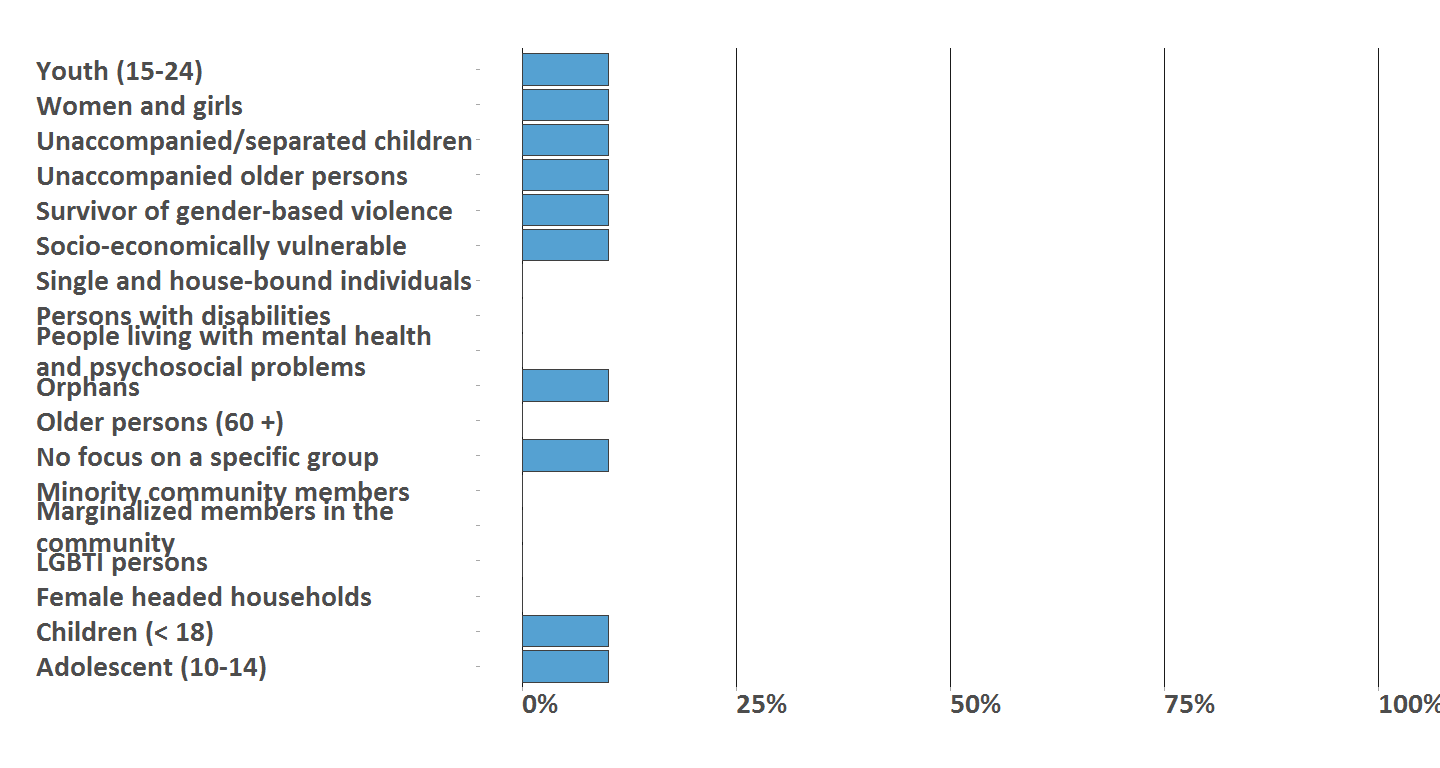 Youth (15-24)
Women and girls
Unaccompanied/separated children
Unaccompanied older persons
Survivor of gender-based violence
Socio-economically vulnerable
Single and house-bound individuals
Persons with disabilities
People living with mental health
and psychosocial problems
Orphans
Older persons (60 +)
No focus on a specific group
Minority community members
Marginalized members in the
community
LGBTI persons
Female headed households
Children (< 18)
Adolescent (10-14)
0% 25% 50% 75% 100%